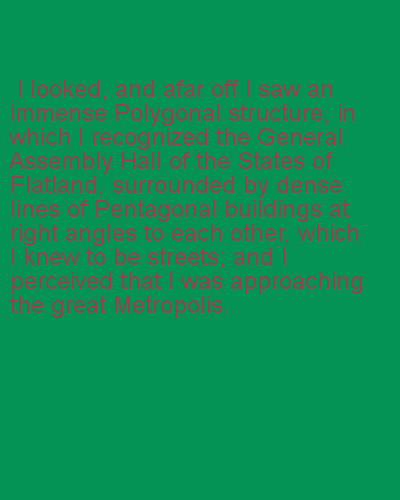 I looked, and afar off I saw an
immense Polygonal structure, in
which I recognized the General
Assembly Hall of the States of
Flatland, surrounded by dense
lines of Pentagonal buildings at
right angles to each other, which
I knew to be streets; and I
perceived that I was approaching
the great Metropolis.